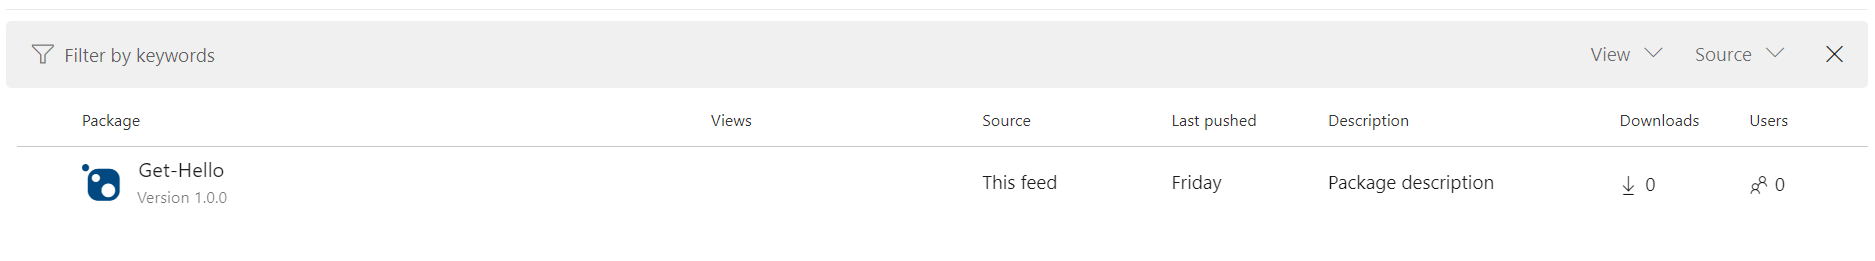 Filter by keywords View Source
Package Views Source Last pushed Description Downloads Users
Get-Hello
Version 1.0.0
This feed Friday Package description 0 0